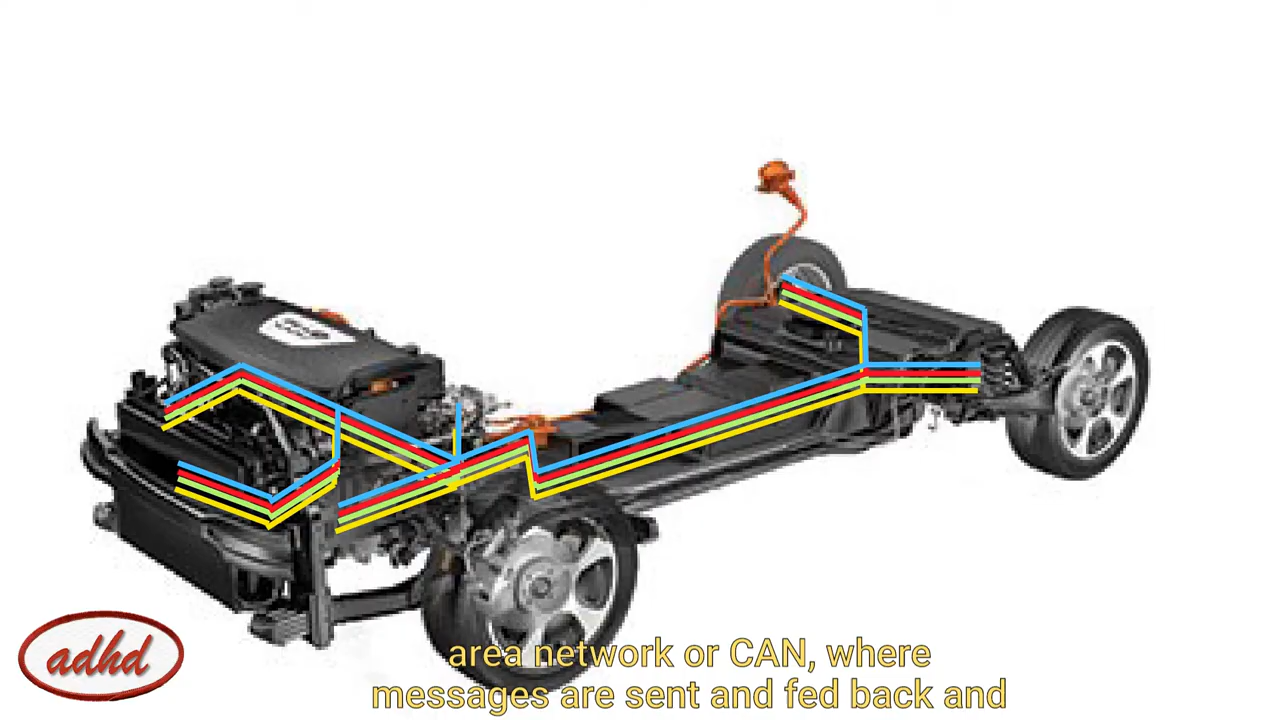 adhd
area network or CAN, where
messages are sent and fed back and